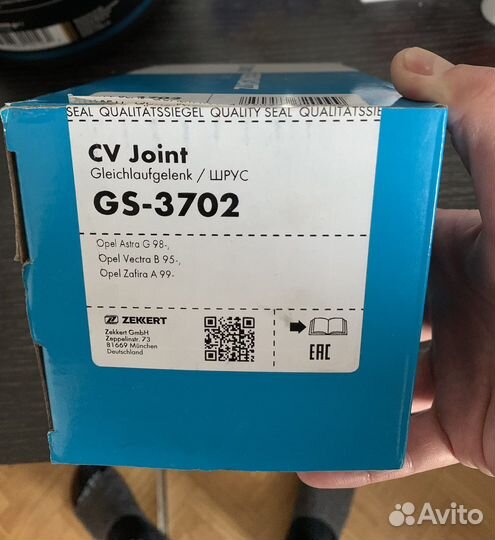 SEAL QUALITÄTSSIEGEL QUALITY SEAL QUALITÄTSSIE
CV Joint
Gleichlaufgelenk / ШРУС
GS-3702
Opel Astra G 98-,
Opel Vectra B 95-,
Opel Zafira A 99-
ZEKKERT
Zekkert GmbH
Zeppelinstr. 73
81669 München
Deutschland
EAC
Avito